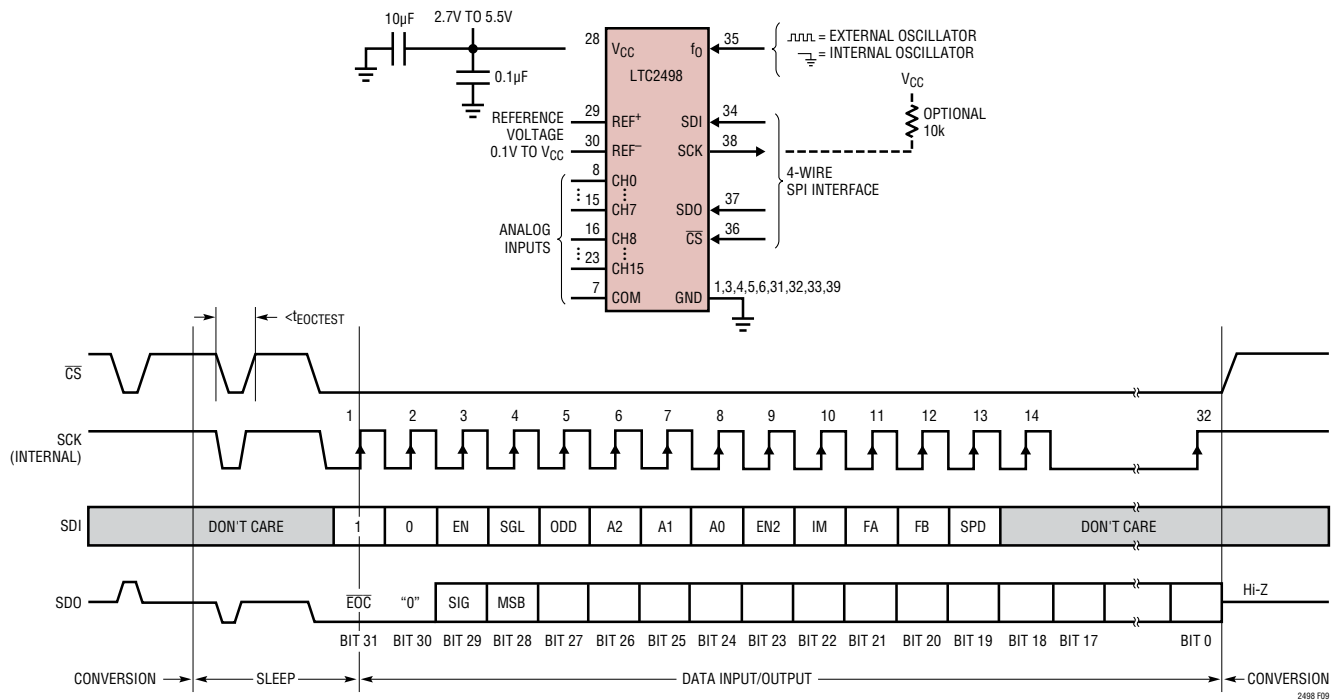 10µF
2.7V TO 5.5V
0.1µF
28
VCC
fO
35
= EXTERNAL OSCILLATOR
= INTERNAL OSCILLATOR
LTC2498
VCC
OPTIONAL
10k
REFERENCE
VOLTAGE
0.1V TO VCC
29
REF+
30
REF–
SDI
34
SCK
38
4-WIRE
SPI INTERFACE
ANALOG
INPUTS
8
CH0
15
CH7
16
CH8
23
CH15
7
COM
SDO
37
CS
36
GND
1,3,4,5,6,31,32,33,39
<tEOCTEST
CS
1 2 3 4 5 6 7 8 9 10 11 12 13 14 32
SCK
(INTERNAL)
SDI DON'T CARE 1 0 EN SGL ODD A2 A1 A0 EN2 IM FA FB SPD DON'T CARE
SDO EOC “0” SIG MSB Hi-Z
BIT 31 BIT 30 BIT 29 BIT 28 BIT 27 BIT 26 BIT 25 BIT 24 BIT 23 BIT 22 BIT 21 BIT 20 BIT 19 BIT 18 BIT 17 BIT 0
CONVERSION SLEEP DATA INPUT/OUTPUT CONVERSION
2498 F09